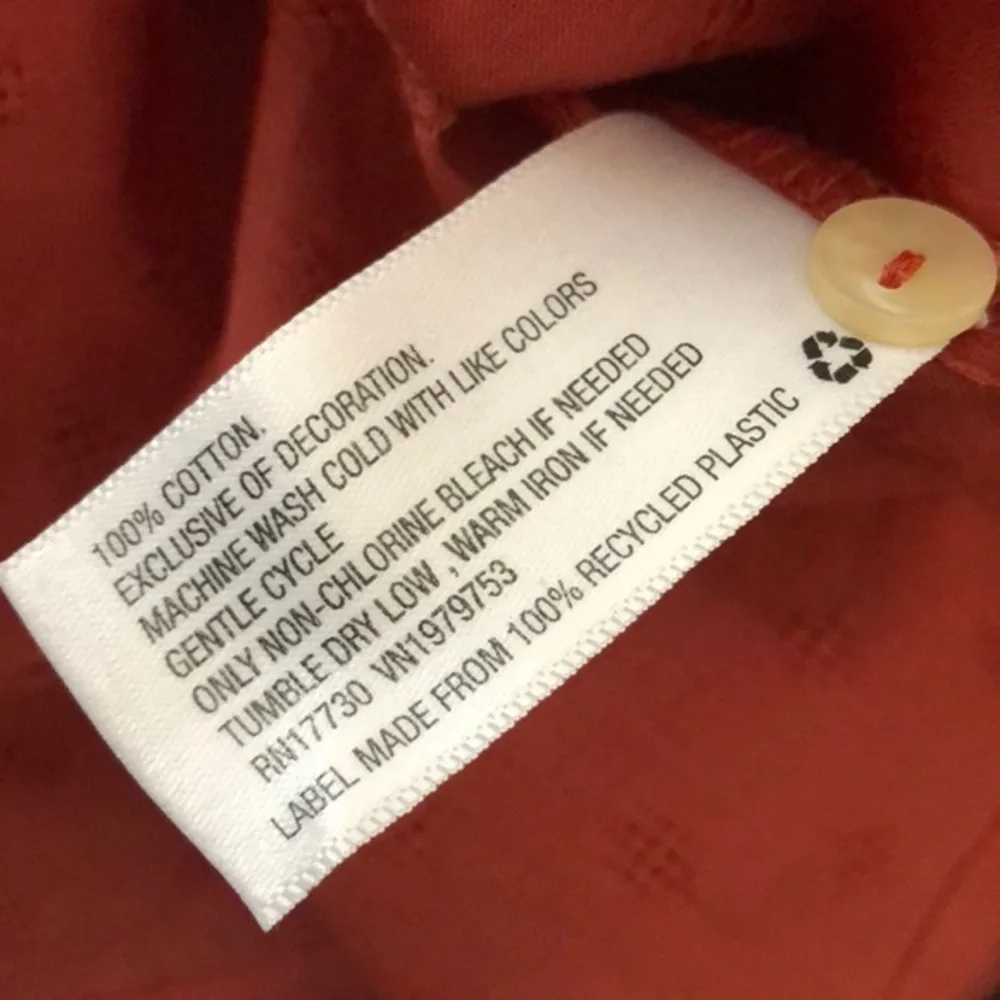 100% COTTON.
EXCLUSIVE OF DECORATION.
MACHINE WASH COLD WITH LIKE COLORS
GENTLE CYCLE
ONLY NON-CHLORINE BLEACH IF NEEDED
TUMBLE DRY LOW , WARM IRON IF NEEDED
RN17730 VN1979753
LABEL MADE FROM 100% RECYCLED PLASTIC